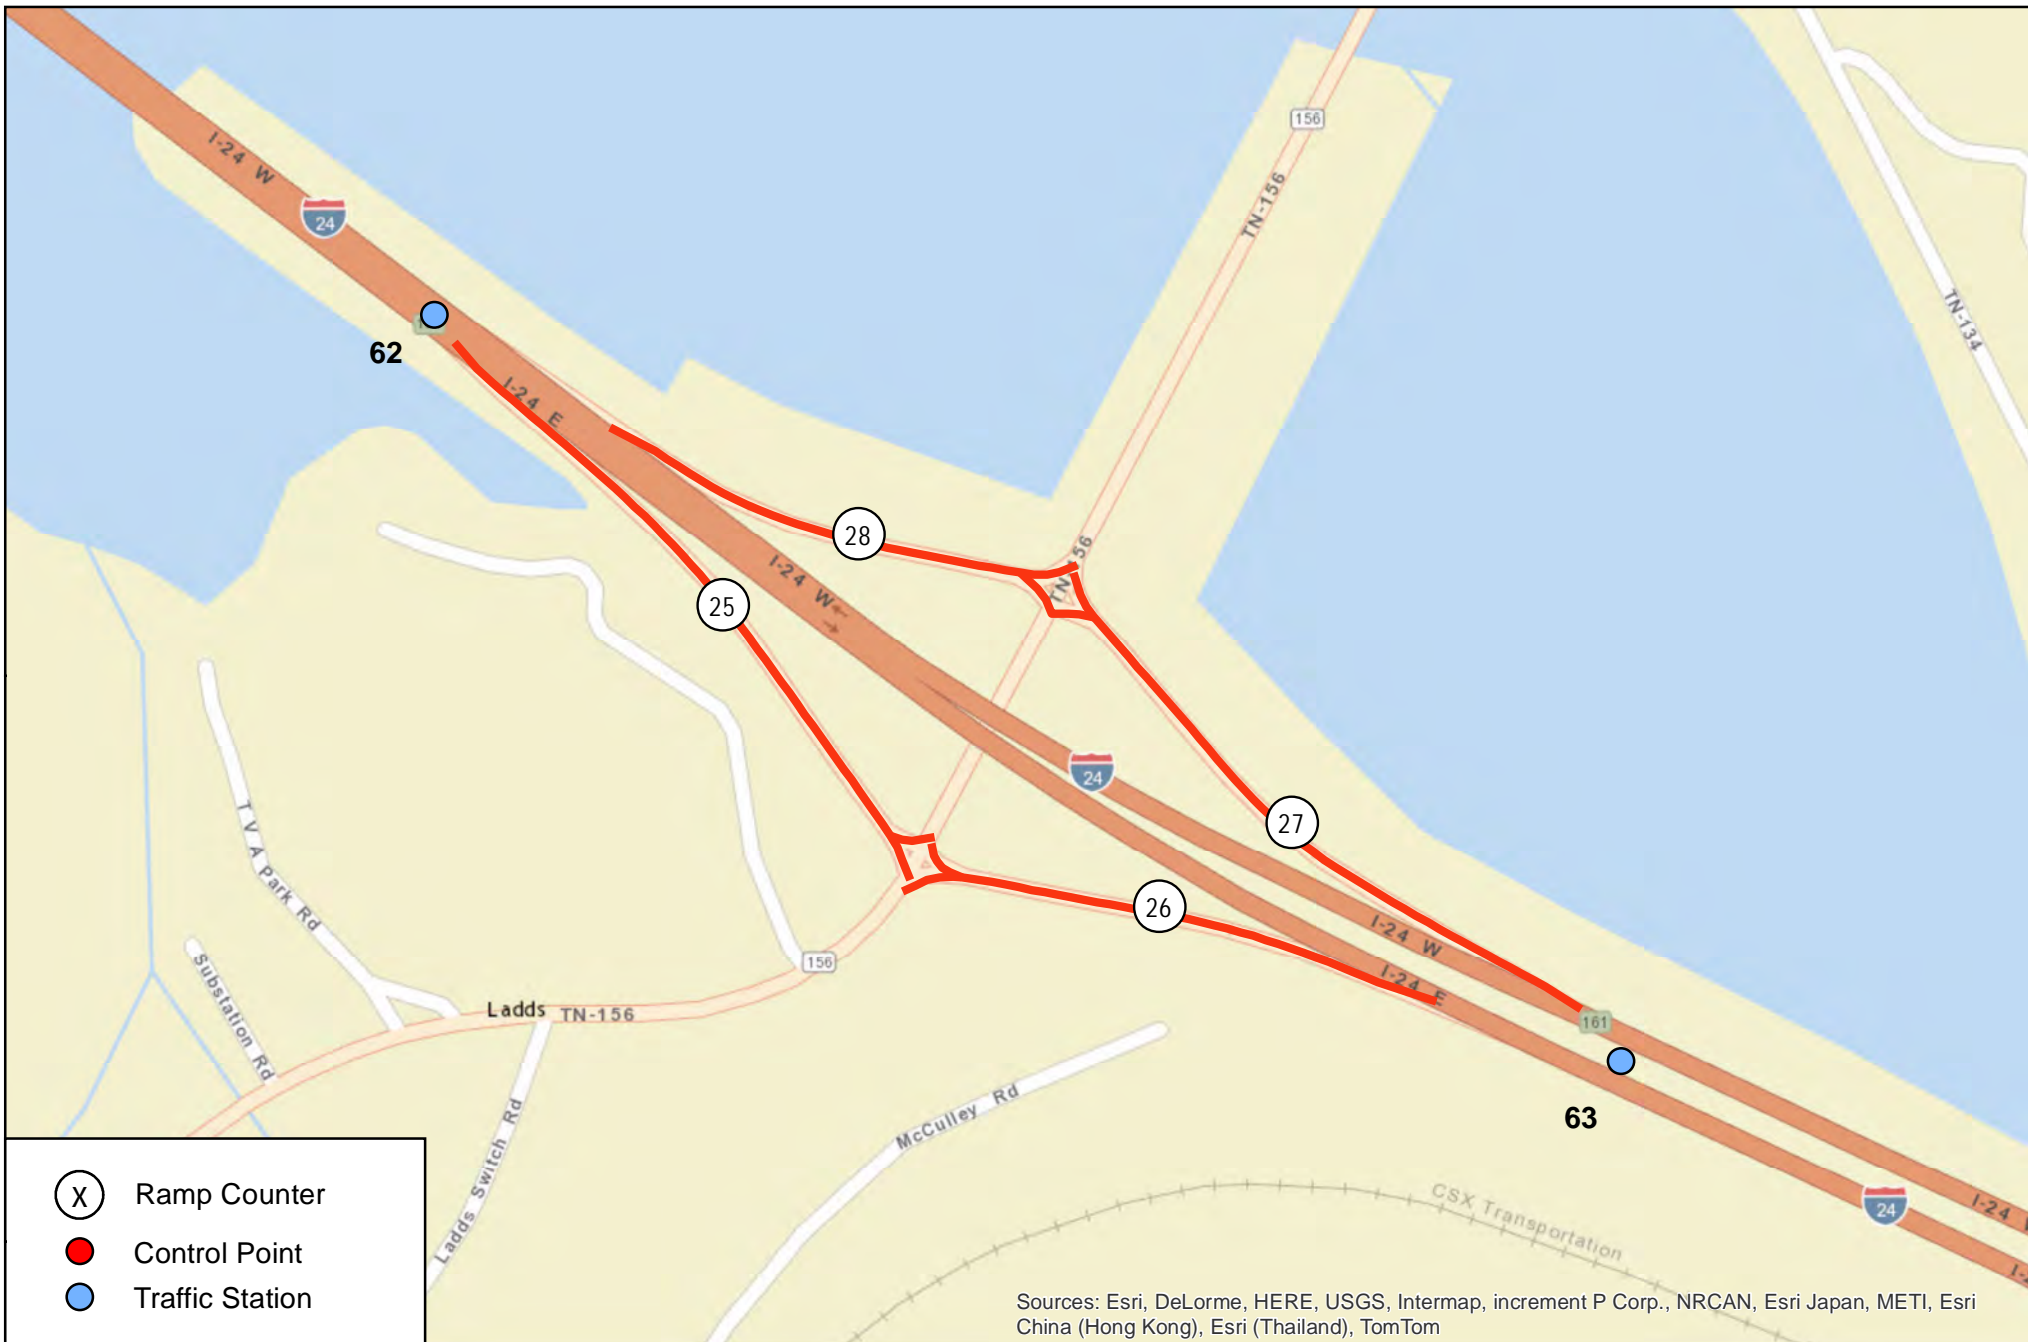 I-24 W
24
156
TN-156
TN-134
62
I-24 E
28
25
I-24 W
24
27
26
I-24 W
I-24 E
161
63
T V A Park Rd
Substation Rd
156
Ladds
TN-156
Ladds Switch Rd
McCulley Rd
CSX Transportation
24
I-24
X Ramp Counter
Control Point
Traffic Station
Sources: Esri, DeLorme, HERE, USGS, Intermap, increment P Corp., NRCAN, Esri Japan, METI, Esri
China (Hong Kong), Esri (Thailand), TomTom